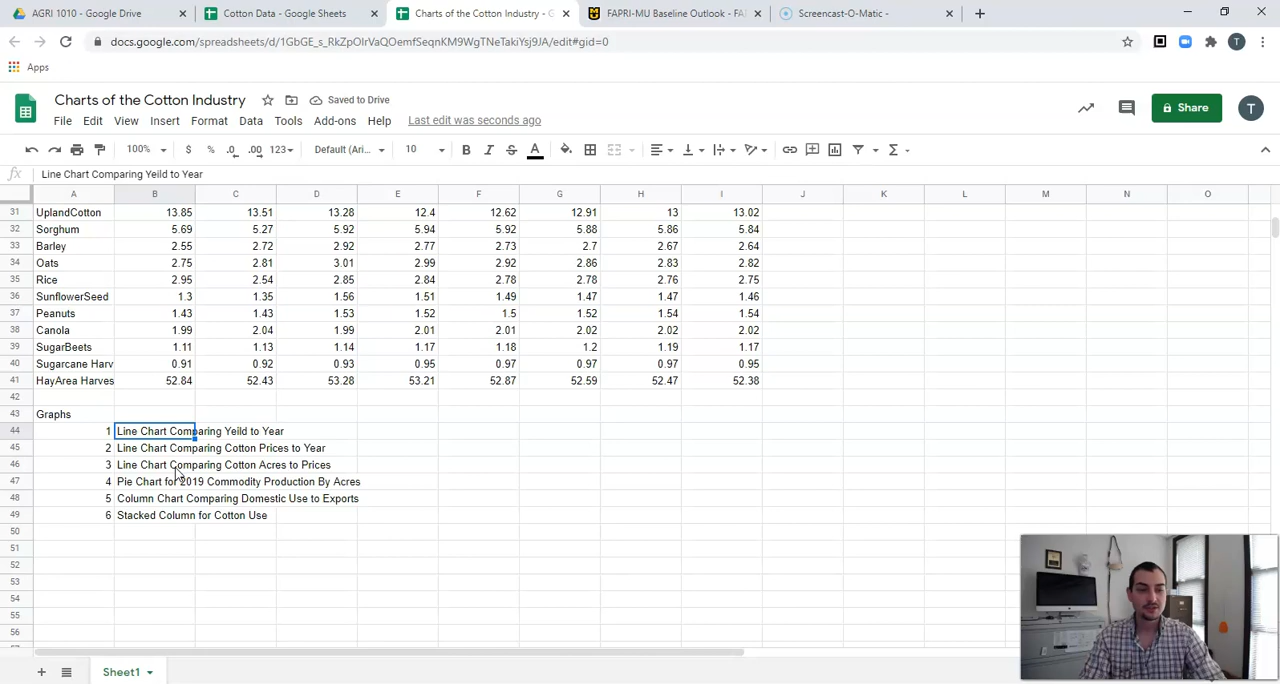 AGRI 1010 - Google Drive
Cotton Data - Google Sheets
Charts of the Cotton Industry - G
FAPRI-MU Baseline Outlook - FA
Screencast-O-Matic -
docs.google.com/spreadsheets/d/1GbGE_s_RkZpOlrVaQOemfSeqnKM9WgTNeTakiYsj9JA/edit#gid=0
T
Apps
Charts of the Cotton Industry
Saved to Drive
File Edit View Insert Format Data Tools Add-ons Help Last edit was seconds ago
Share
T
100% $ % .0 .00 123 Default (Ari... 10 B I S A
fx Line Chart Comparing Yeild to Year
A B C D E F G H I J K L M N O
31 UplandCotton 13.85 13.51 13.28 12.4 12.62 12.91 13 13.02
32 Sorghum 5.69 5.27 5.92 5.94 5.92 5.88 5.86 5.84
33 Barley 2.55 2.72 2.92 2.77 2.73 2.7 2.67 2.64
34 Oats 2.75 2.81 3.01 2.99 2.92 2.86 2.83 2.82
35 Rice 2.95 2.54 2.85 2.84 2.78 2.78 2.76 2.75
36 SunflowerSeed 1.3 1.35 1.56 1.51 1.49 1.47 1.47 1.46
37 Peanuts 1.43 1.43 1.53 1.52 1.5 1.52 1.54 1.54
38 Canola 1.99 2.04 1.99 2.01 2.01 2.02 2.02 2.02
39 SugarBeets 1.11 1.13 1.14 1.17 1.18 1.2 1.19 1.17
40 Sugarcane Harv 0.91 0.92 0.93 0.95 0.97 0.97 0.97 0.95
41 HayArea Harves 52.84 52.43 53.28 53.21 52.87 52.59 52.47 52.38
42
43 Graphs
44 1 Line Chart Comparing Yeild to Year
45 2 Line Chart Comparing Cotton Prices to Year
46 3 Line Chart Comparing Cotton Acres to Prices
47 4 Pie Chart for 2019 Commodity Production By Acres
48 5 Column Chart Comparing Domestic Use to Exports
49 6 Stacked Column for Cotton Use
50
51
52
53
54
55
56
Sheet1